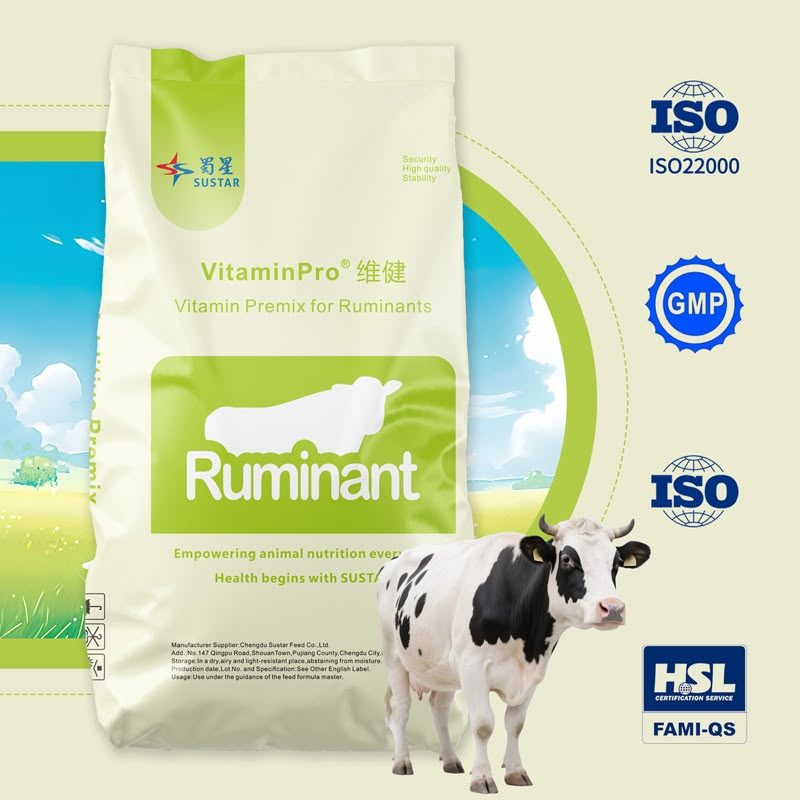 蜀星
SUSTAR
Security
High quality
Stability
VitaminPro® 维健
Vitamin Premix for Ruminants
Ruminant
Empowering animal nutrition
Health begins with
Manufacturer Supplier:Chengdu Sustar Feed Co.,Ltd.
Add.:No.147 Qingpu Road,ShouanTown,Pujiang County,Chengdu City,
Storage:In a dry,airy and light-resistant place,abstaining from moisture.
Production date,Lot No. and Specification:See Other English Label.
Usage:Use under the guidance of the feed formula master.
Premix
ISO
ISO22000
GMP
ISO
HSL
CERTIFICATION SERVICE
FAMI-QS